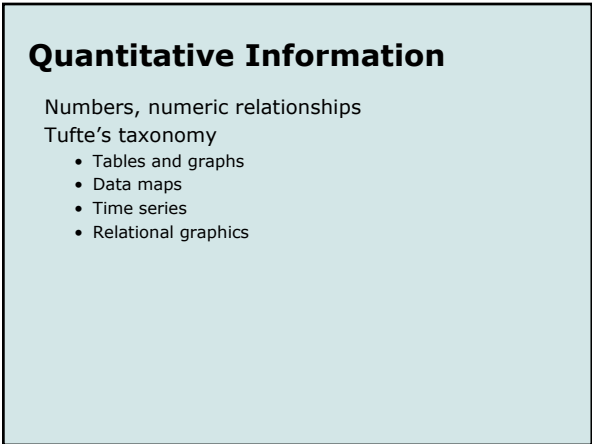 Quantitative Information
Numbers, numeric relationships
Tufte’s taxonomy
• Tables and graphs
• Data maps
• Time series
• Relational graphics